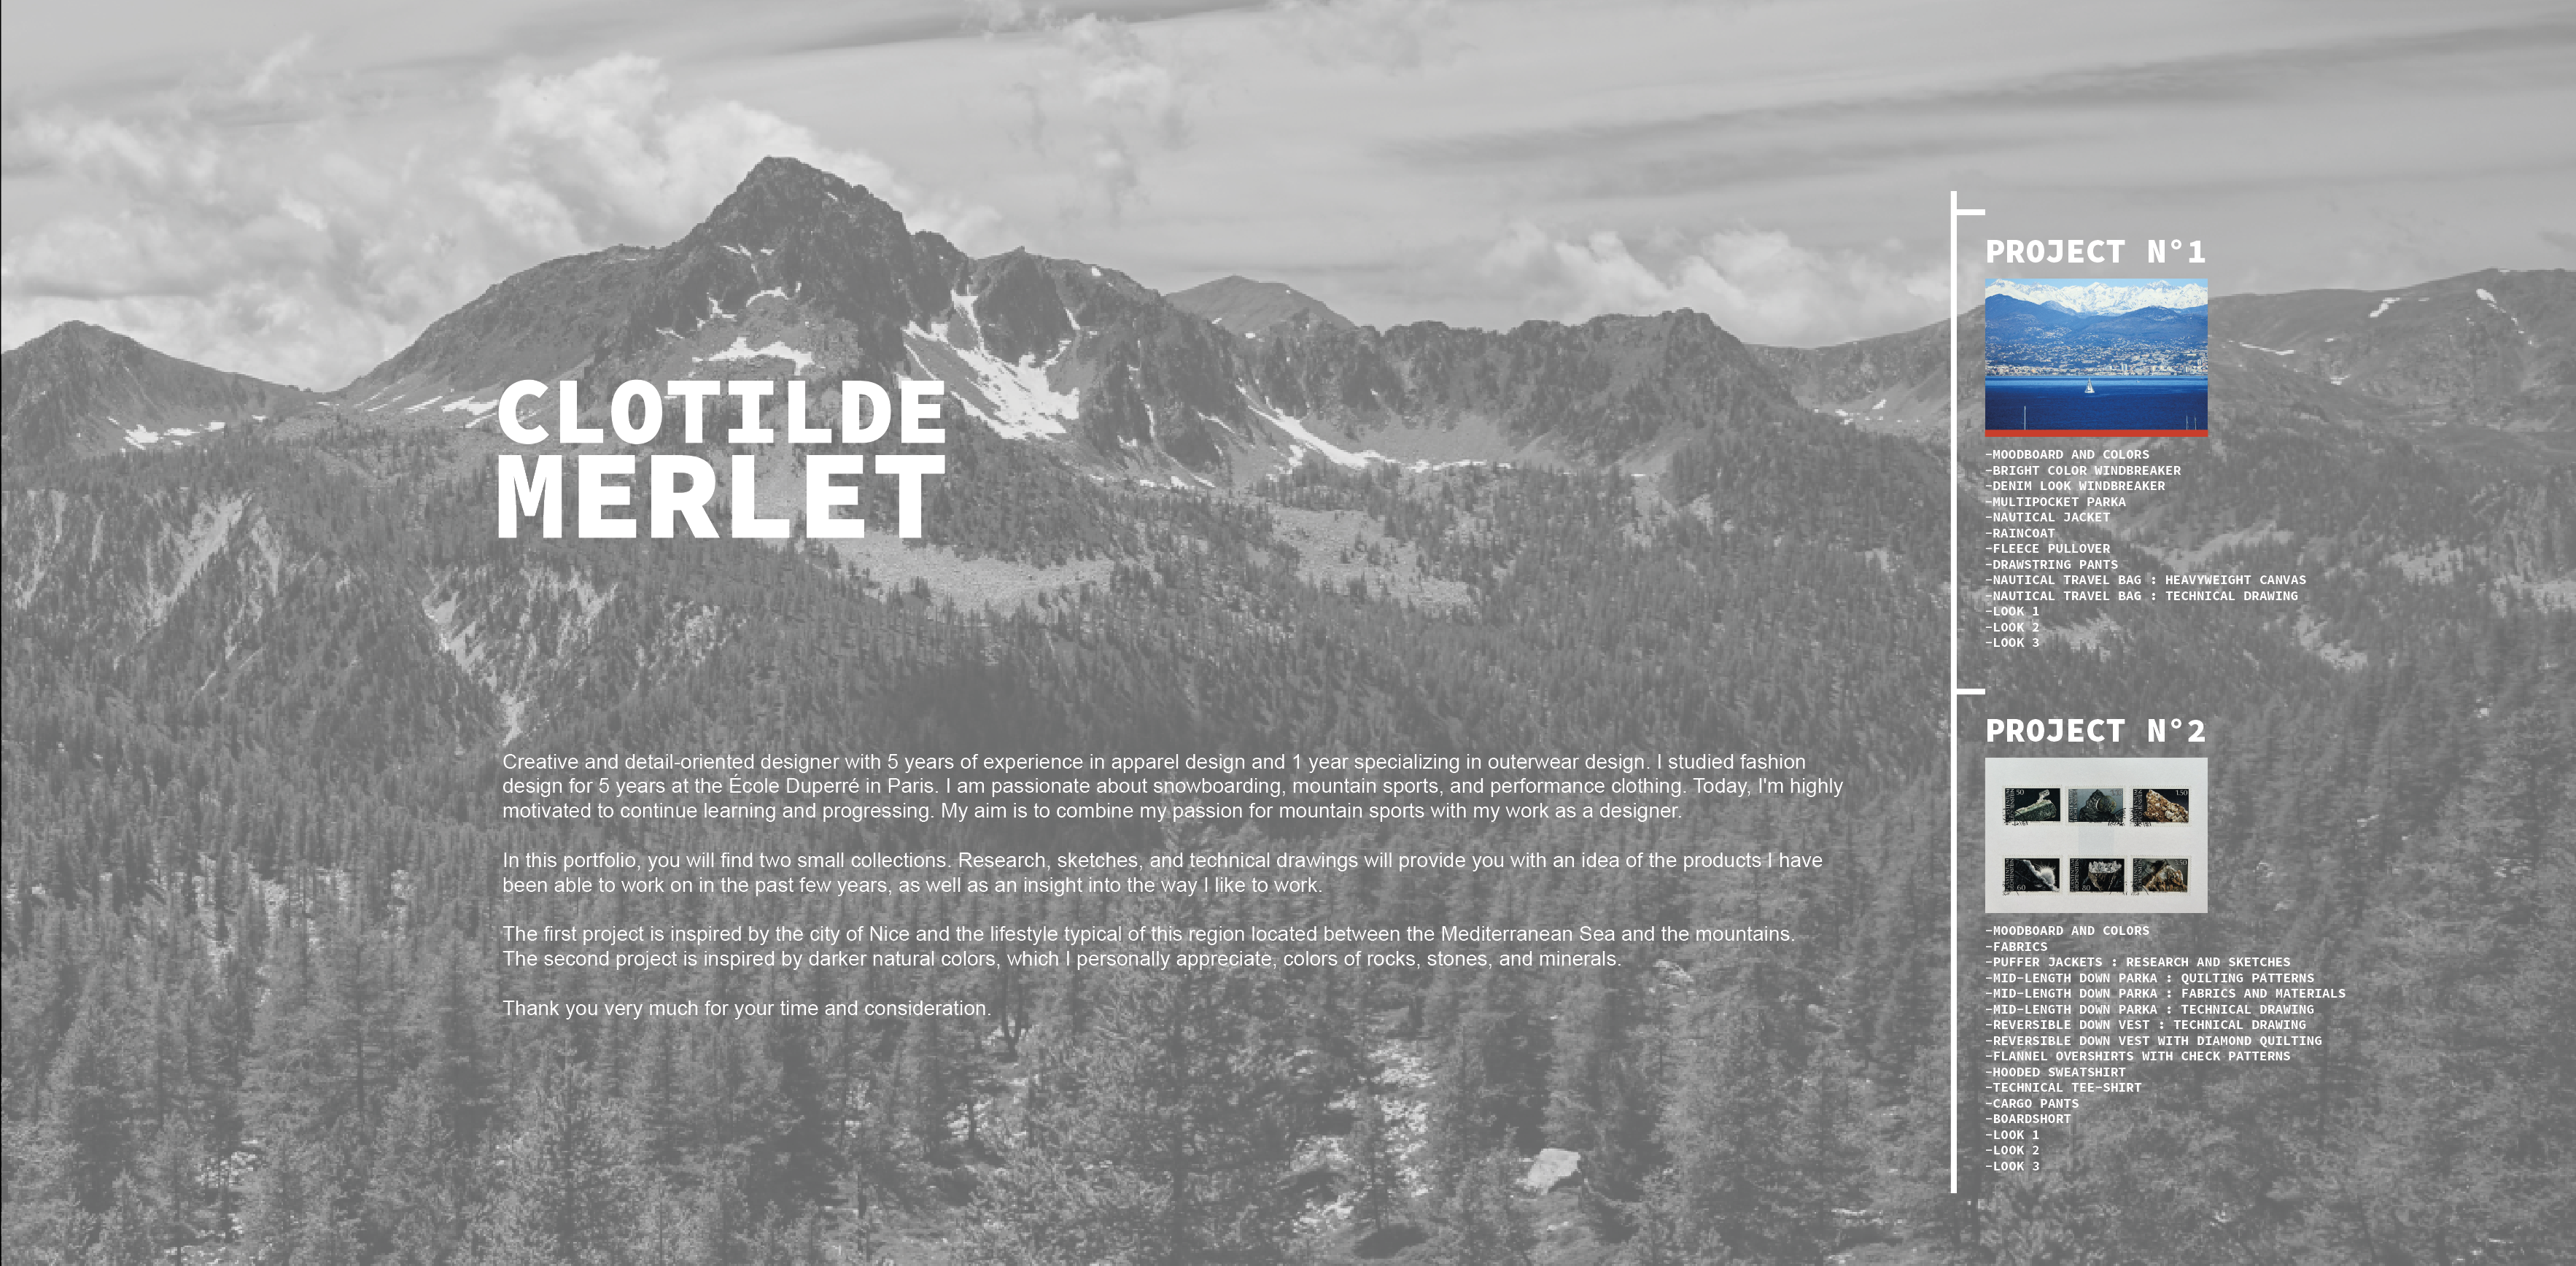 CLOTILDE
MERLET
Creative and detail-oriented designer with 5 years of experience in apparel design and 1 year specializing in outerwear design. I studied fashion
design for 5 years at the École Duperré in Paris. I am passionate about snowboarding, mountain sports, and performance clothing. Today, I'm highly
motivated to continue learning and progressing. My aim is to combine my passion for mountain sports with my work as a designer.
In this portfolio, you will find two small collections. Research, sketches, and technical drawings will provide you with an idea of the products I have
been able to work on in the past few years, as well as an insight into the way I like to work.
The first project is inspired by the city of Nice and the lifestyle typical of this region located between the Mediterranean Sea and the mountains.
The second project is inspired by darker natural colors, which I personally appreciate, colors of rocks, stones, and minerals.
Thank you very much for your time and consideration.
PROJECT N°1
-MOODBOARD AND COLORS
-BRIGHT COLOR WINDBREAKER
-DENIM LOOK WINDBREAKER
-MULTIPOCKET PARKA
-NAUTICAL JACKET
-RAINCOAT
-FLEECE PULLOVER
-DRAWSTRING PANTS
-NAUTICAL TRAVEL BAG : HEAVYWEIGHT CANVAS
-NAUTICAL TRAVEL BAG : TECHNICAL DRAWING
-LOOK 1
-LOOK 2
-LOOK 3
PROJECT N°2
50
150
60
80
-MOODBOARD AND COLORS
-FABRICS
-PUFFER JACKETS : RESEARCH AND SKETCHES
-MID-LENGTH DOWN PARKA : QUILTING PATTERNS
-MID-LENGTH DOWN PARKA : FABRICS AND MATERIALS
-MID-LENGTH DOWN PARKA : TECHNICAL DRAWING
-REVERSIBLE DOWN VEST : TECHNICAL DRAWING
-REVERSIBLE DOWN VEST WITH DIAMOND QUILTING
-FLANNEL OVERSHIRTS WITH CHECK PATTERNS
-HOODED SWEATSHIRT
-TECHNICAL TEE-SHIRT
-CARGO PANTS
-BOARDSHORT
-LOOK 1
-LOOK 2
-LOOK 3